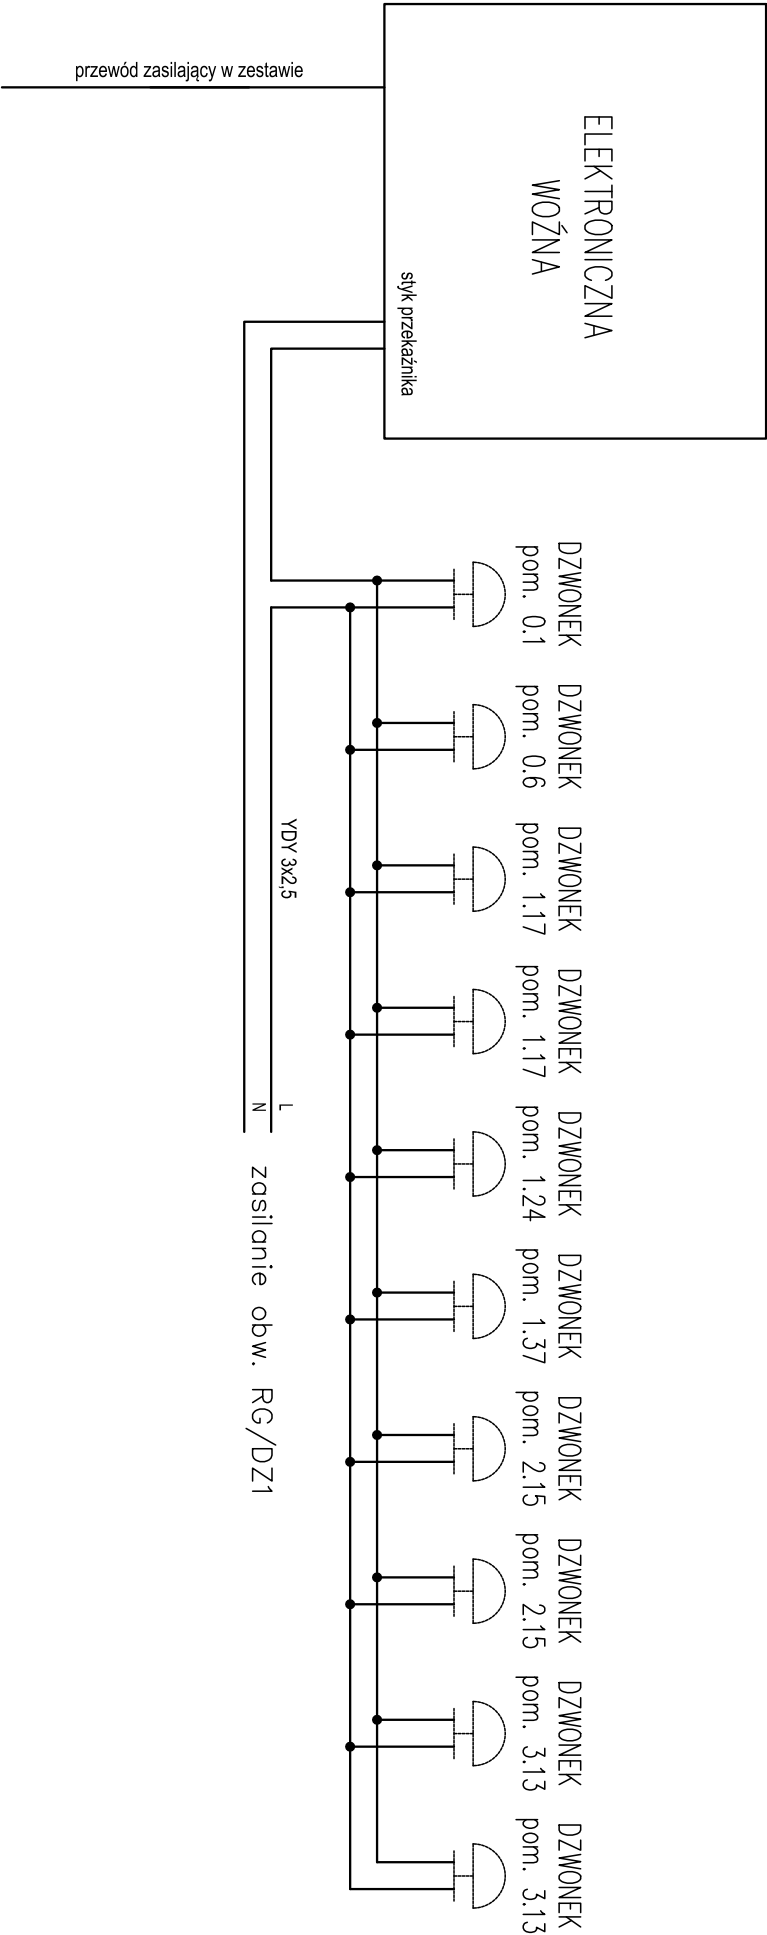 przewód zasilający w zestawie
ELEKTRONICZNA
WOŹNA
styk przekaźnika
DZWONEK
pom. 0.1
DZWONEK
pom. 0.6
DZWONEK
pom. 1.17
DZWONEK
pom. 1.17
DZWONEK
pom. 1.24
DZWONEK
pom. 1.37
DZWONEK
pom. 2.15
DZWONEK
pom. 2.15
DZWONEK
pom. 3.13
DZWONEK
pom. 3.13
YDY 3x2,5
L
N
zasilanie obw. RG/DZ1